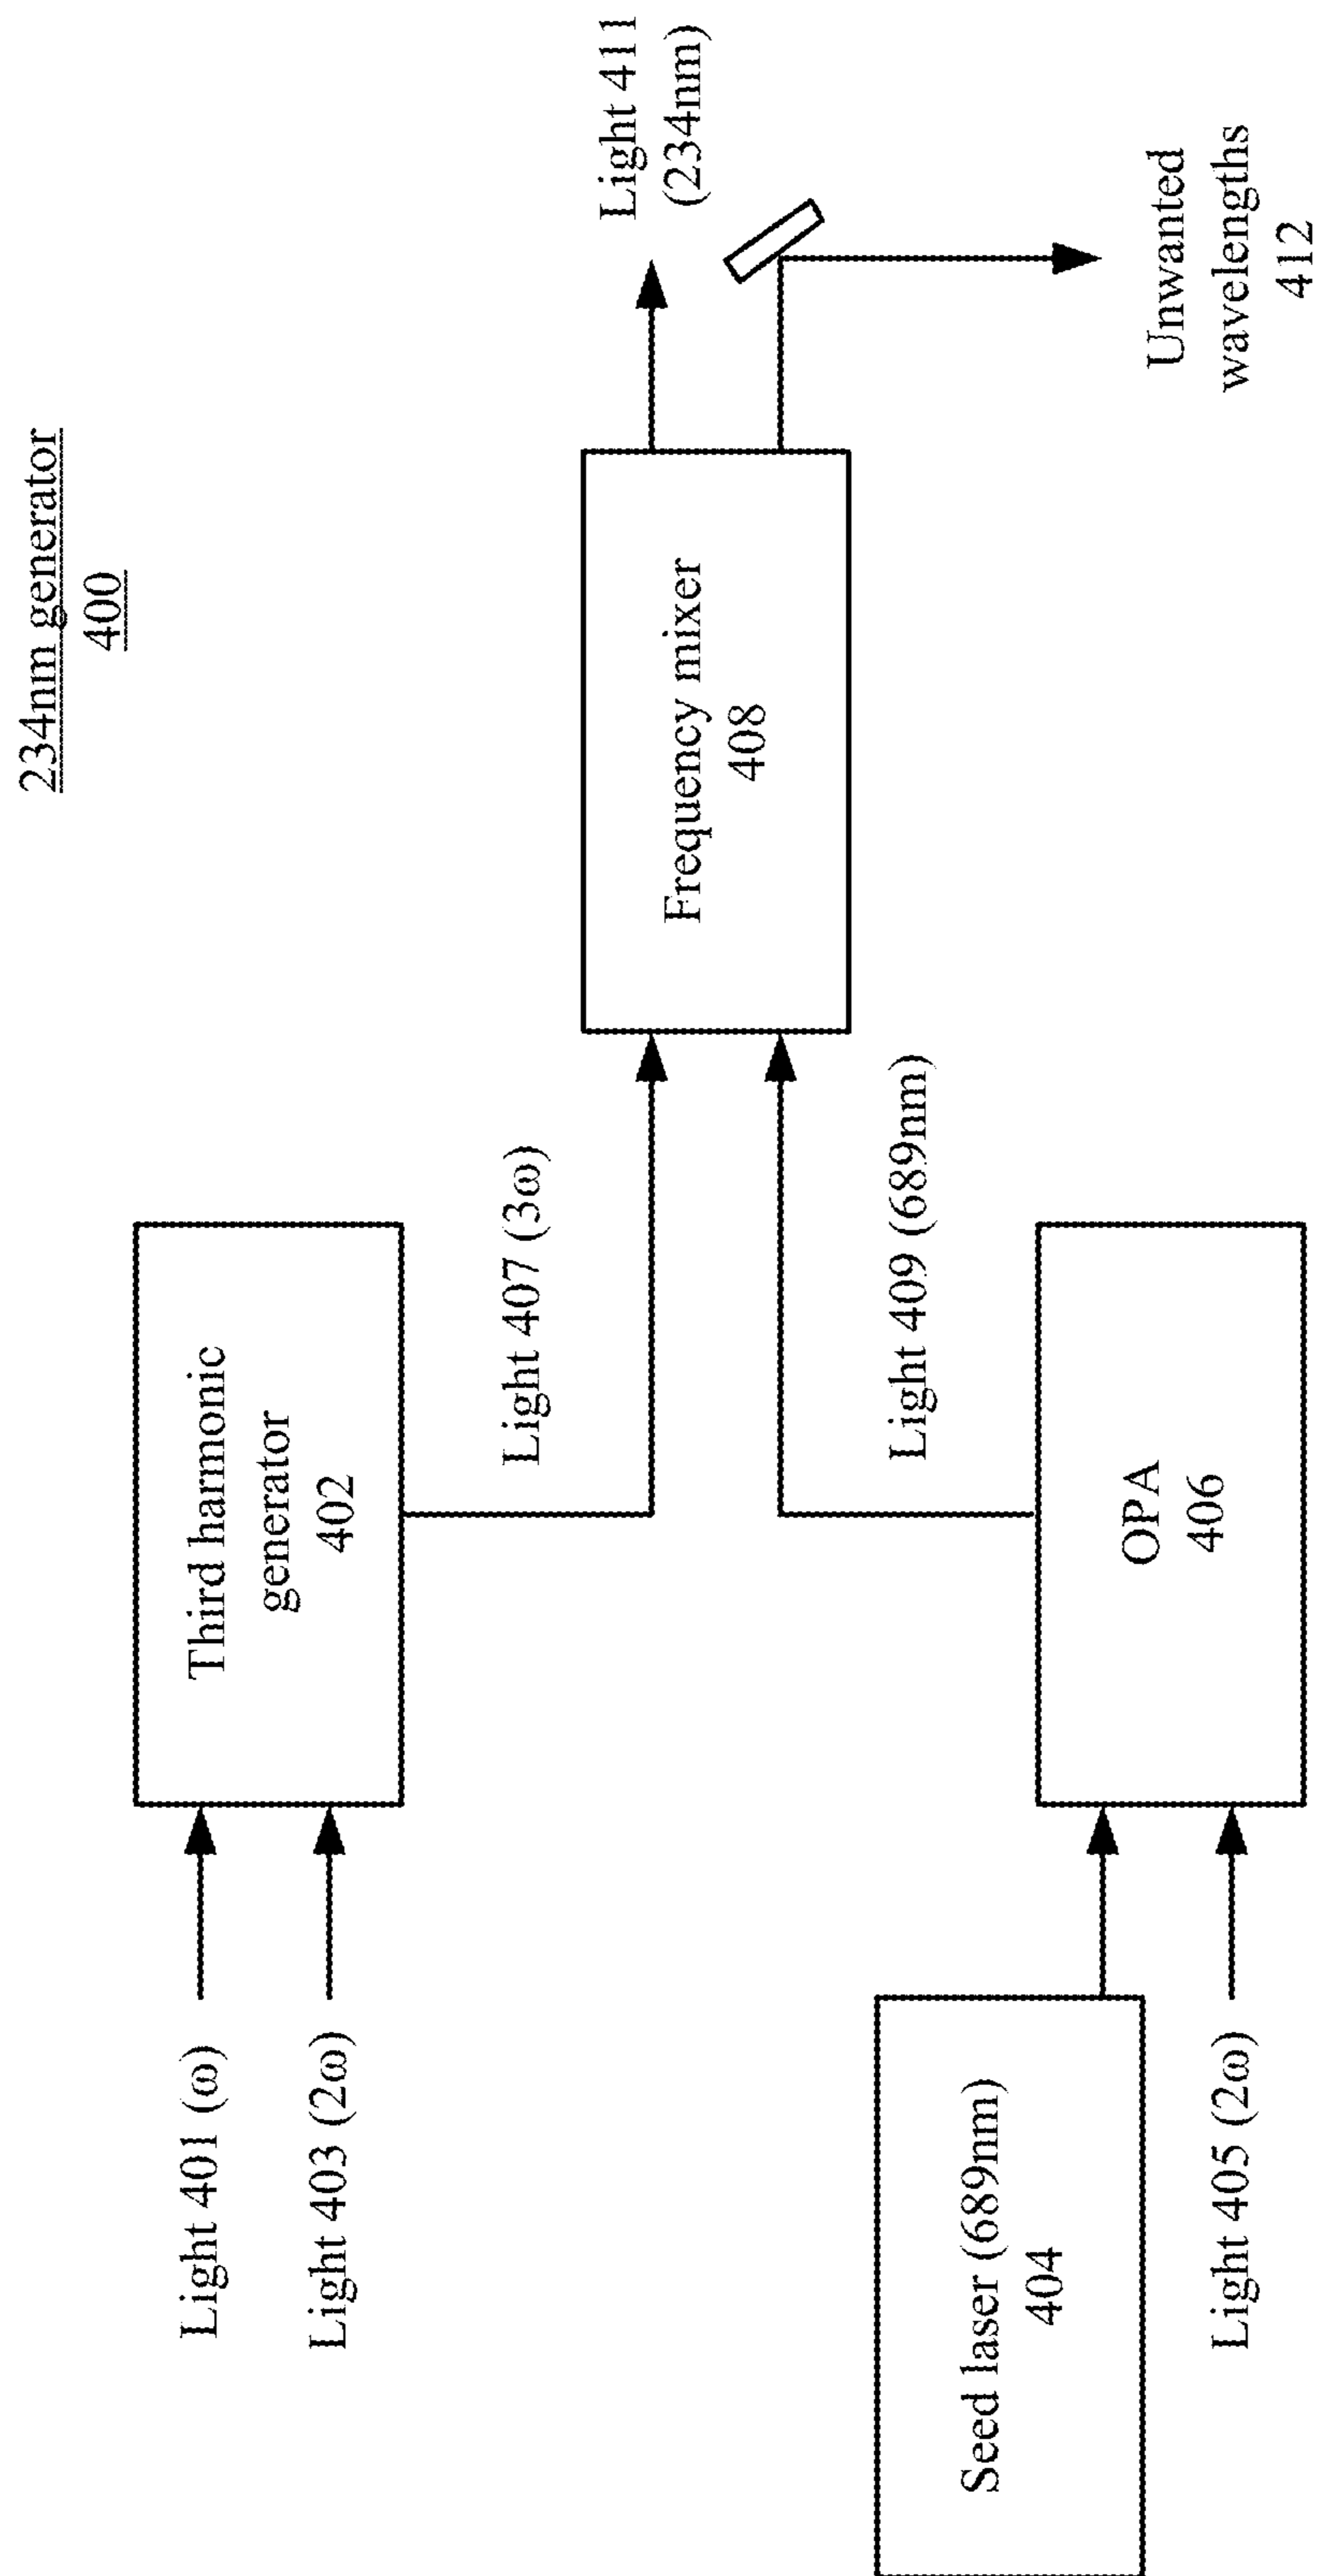 234nm generator
400
Light 401 (ω)
Light 403 (2ω)
Third harmonic
generator
402
Light 407 (3ω)
Frequency mixer
408
Light 411
(234nm)
Unwanted
wavelengths
412
Seed laser (689nm)
404
Light 405 (2ω)
OPA
406
Light 409 (689nm)